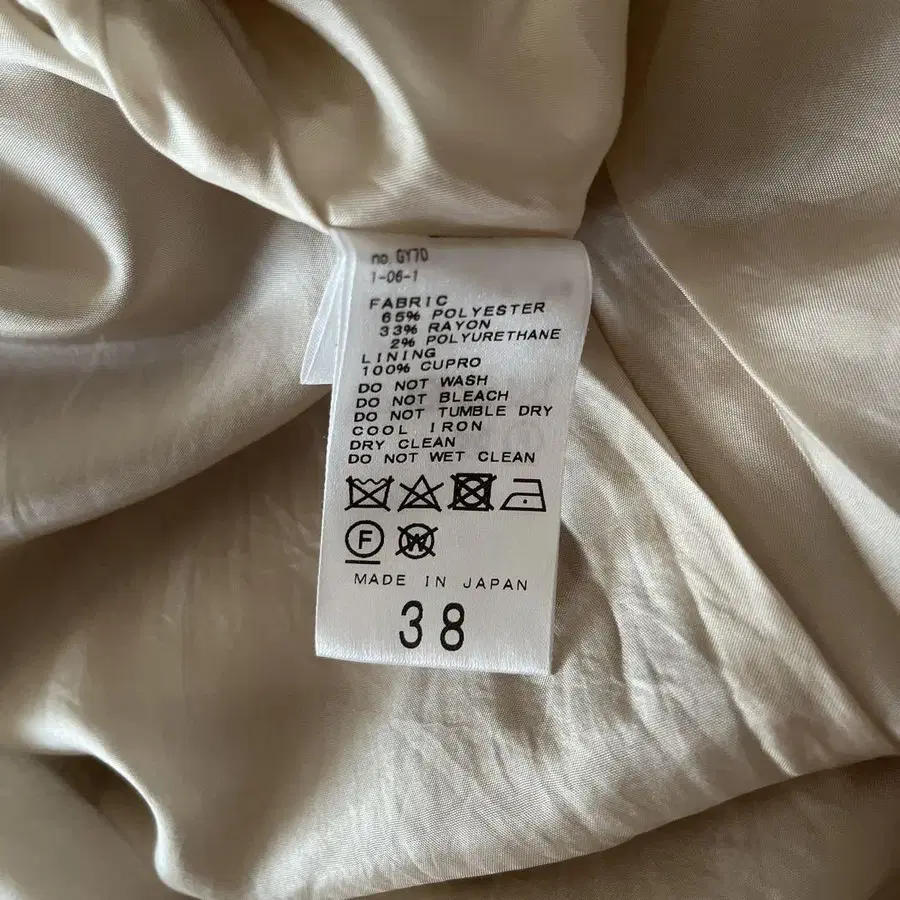 no. GY70
1-06-1
FABRIC
65% POLYESTER
33% RAYON
2% POLYURETHANE
LINING
100% CUPRO
DO NOT WASH
DO NOT BLEACH
DO NOT TUMBLE DRY
COOL IRON
DRY CLEAN
DO NOT WET CLEAN
F W
MADE IN JAPAN
38